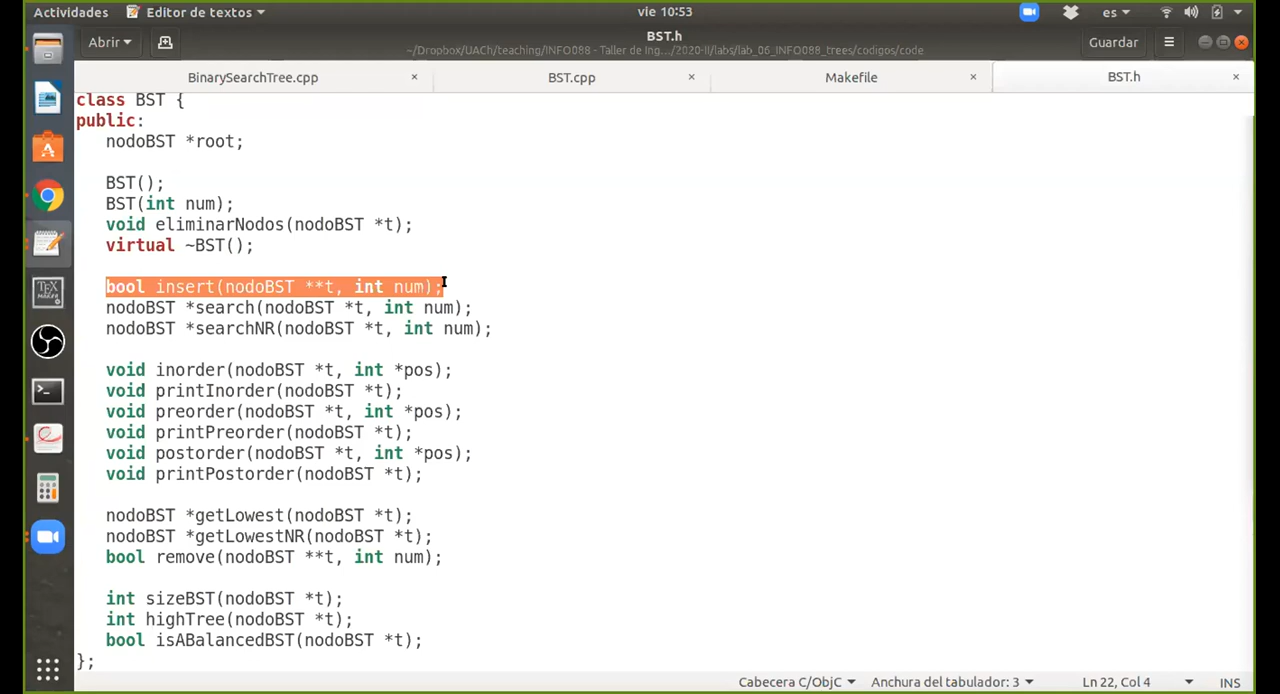 Actividades Editor de textos vie 10:53 es
Abrir BST.h Guardar
~/Dropbox/UACh/teaching/INFO088 - Taller de Ing.../2020-II/labs/lab_06_INFO088_trees/codigos/code
BinarySearchTree.cpp × BST.cpp × Makefile × BST.h ×
class BST {
public:
nodoBST *root;
BST();
BST(int num);
void eliminarNodos(nodoBST *t);
virtual ~BST();
bool insert(nodoBST **t, int num);
nodoBST *search(nodoBST *t, int num);
nodoBST *searchNR(nodoBST *t, int num);
void inorder(nodoBST *t, int *pos);
void printInorder(nodoBST *t);
void preorder(nodoBST *t, int *pos);
void printPreorder(nodoBST *t);
void postorder(nodoBST *t, int *pos);
void printPostorder(nodoBST *t);
nodoBST *getLowest(nodoBST *t);
nodoBST *getLowestNR(nodoBST *t);
bool remove(nodoBST **t, int num);
int sizeBST(nodoBST *t);
int highTree(nodoBST *t);
bool isABalancedBST(nodoBST *t);
};
Cabecera C/ObjC Anchura del tabulador: 3 Ln 22, Col 4 INS